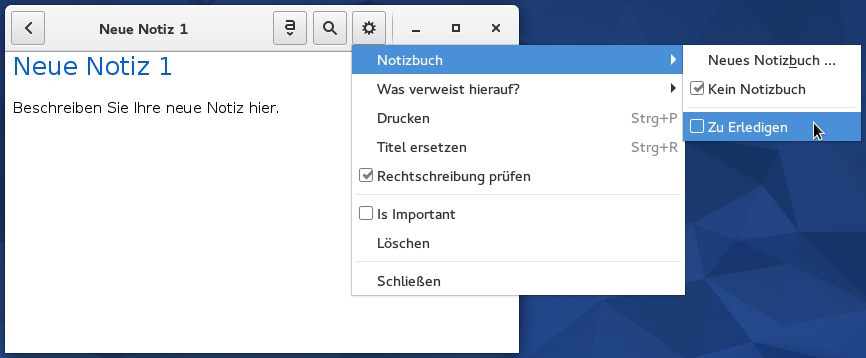 Neue Notiz 1
a
Neue Notiz 1
Beschreiben Sie Ihre neue Notiz hier.
Notizbuch
Was verweist hierauf?
Drucken Strg+P
Titel ersetzen Strg+R
Rechtschreibung prüfen
Is Important
Löschen
Schließen
Neues Notizbuch ...
Kein Notizbuch
Zu Erledigen